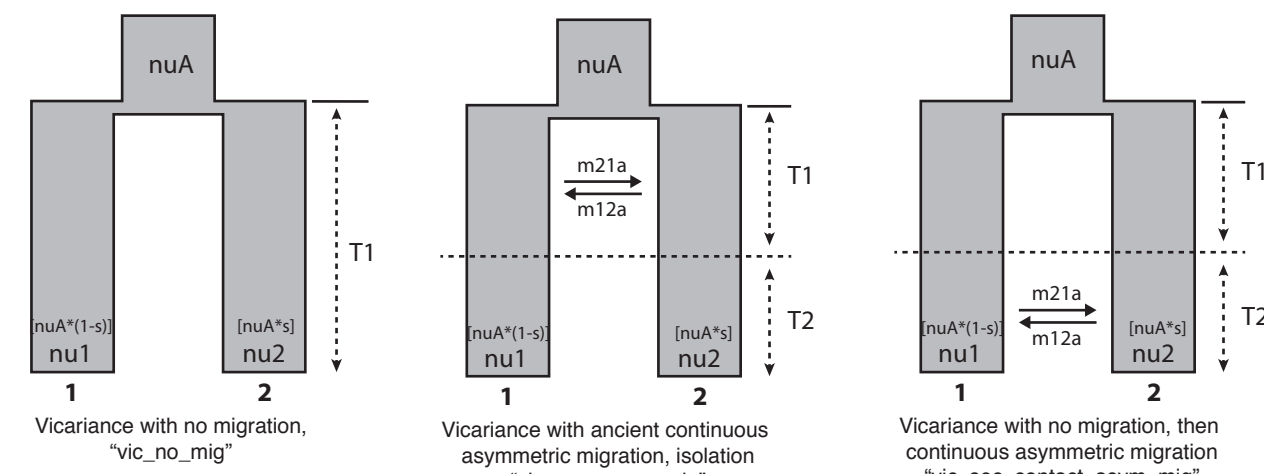 nuA
T1
[nuA*(1-s)]
nu1
[nuA*s]
nu2
1
2
Vicariance with no migration,
“vic_no_mig”
nuA
m21a
m12a
T1
T2
[nuA*(1-s)]
nu1
[nuA*s]
nu2
1
2
Vicariance with ancient continuous
asymmetric migration, isolation
nuA
T1
m21a
m12a
T2
[nuA*(1-s)]
nu1
[nuA*s]
nu2
1
2
Vicariance with no migration, then
continuous asymmetric migration
“vic_sec_contact_asym_mig”